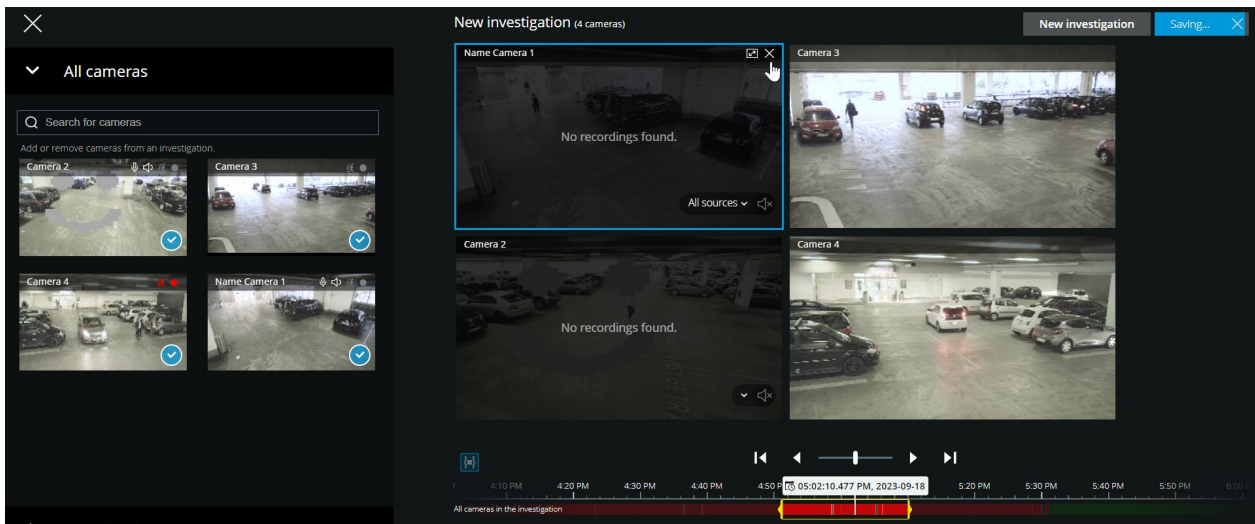 New investigation (4 cameras)
New investigation
Saving...
All cameras
Search for cameras
Add or remove cameras from an investigation.
Camera 2
Camera 3
Camera 4
Name Camera 1
Name Camera 1
No recordings found.
All sources
Camera 3
Camera 2
No recordings found.
Camera 4
4:10 PM 4:20 PM 4:30 PM 4:40 PM 4:50 P 05:02:10.477 PM, 2023-09-18 5:20 PM 5:30 PM 5:40 PM 5:50 PM 6:00
All cameras in the investigation